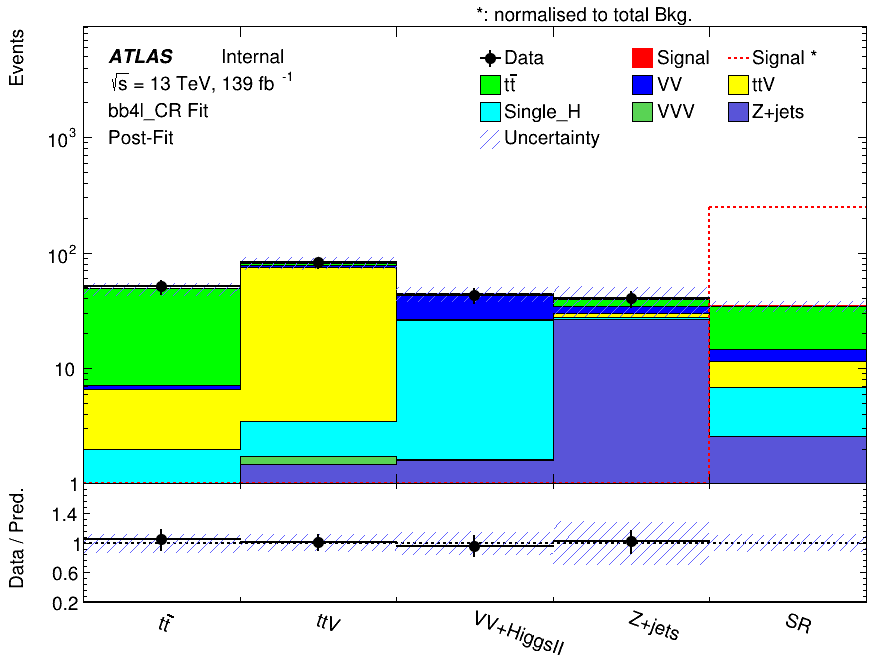 *: normalised to total Bkg.
Events
ATLAS Internal
√s = 13 TeV, 139 fb⁻¹
bb4l_CR Fit
Post-Fit
Data Signal Signal *
tt̄ VV ttV
Single_H VVV Z+jets
Uncertainty
10³
10²
10
1
Data / Pred.
1.4
1
0.6
0.2
tt̄ ttV VV+HiggsII Z+jets SR